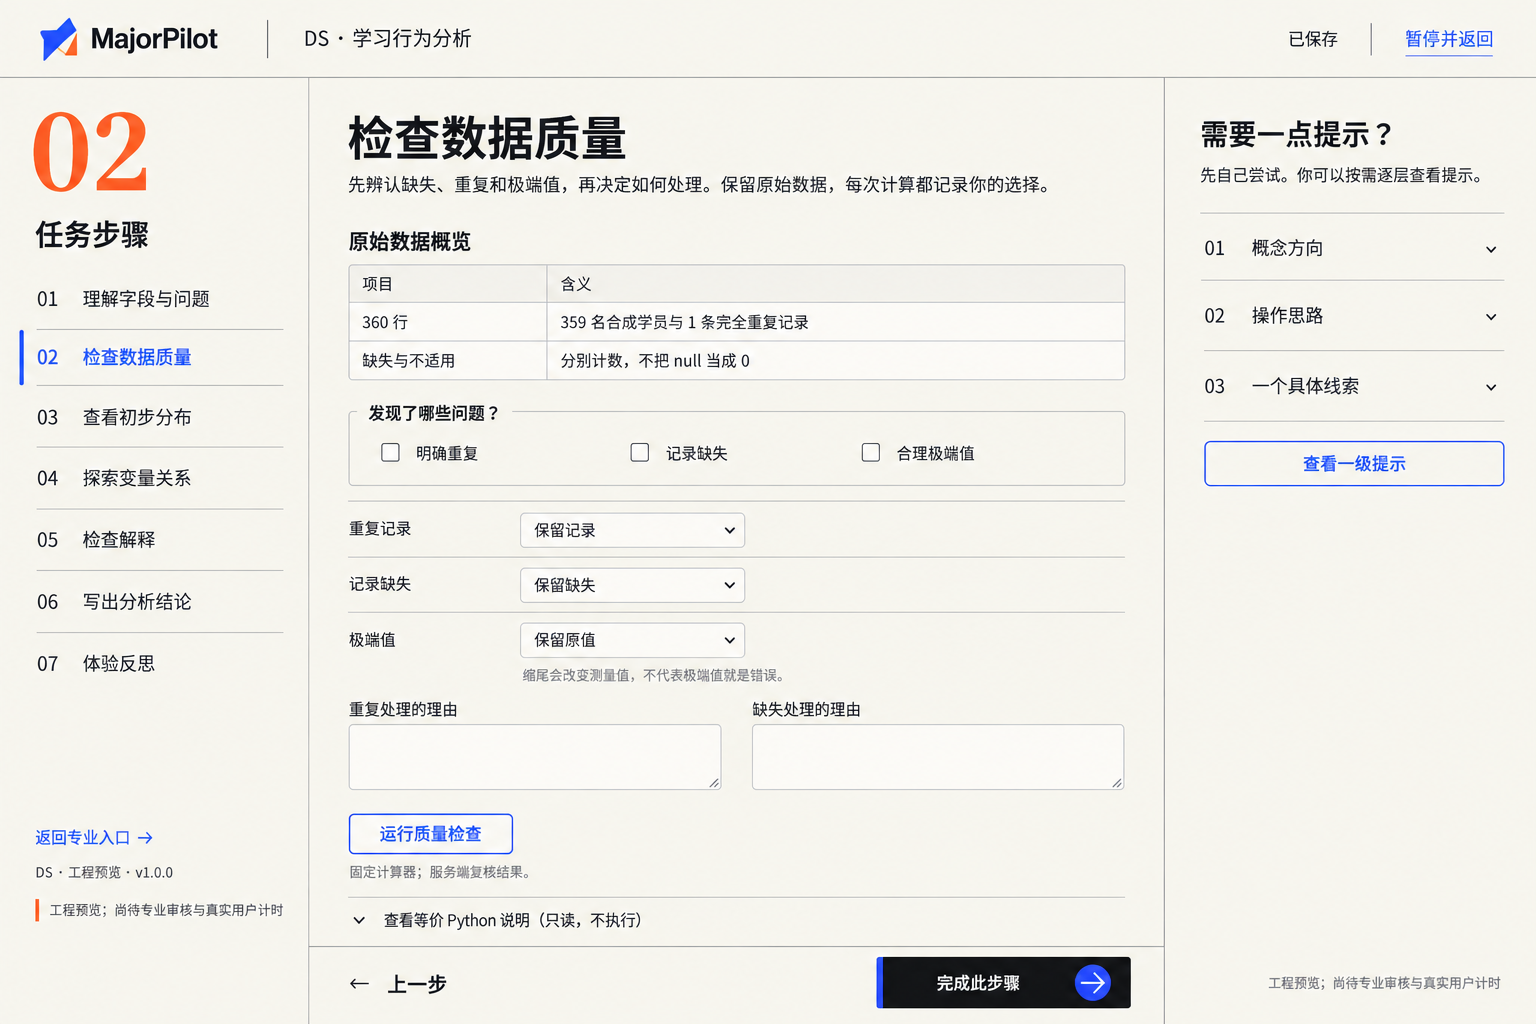 MajorPilot
DS · 学习行为分析
已保存
暂停并返回
02
任务步骤
01 理解字段与问题
02 检查数据质量
03 查看初步分布
04 探索变量关系
05 检查解释
06 写出分析结论
07 体验反思
返回专业入口 →
DS · 工程预览 · v1.0.0
工程预览；尚待专业审核与真实用户计时
检查数据质量
先辨认缺失、重复和极端值，再决定如何处理。保留原始数据，每次计算都记录你的选择。
原始数据概览
项目 含义
360 行 359 名合成学员与 1 条完全重复记录
缺失与不适用 分别计数，不把 null 当成 0
发现了哪些问题？
明确重复 记录缺失 合理极端值
重复记录 保留记录
记录缺失 保留缺失
极端值 保留原值
缩尾会改变测量值，不代表极端值就是错误。
重复处理的理由 缺失处理的理由
运行质量检查
固定计算器；服务端复核结果。
查看等价 Python 说明（只读，不执行）
← 上一步
完成此步骤 →
需要一点提示？
先自己尝试。你可以按需逐层查看提示。
01 概念方向
02 操作思路
03 一个具体线索
查看一级提示
工程预览；尚待专业审核与真实用户计时